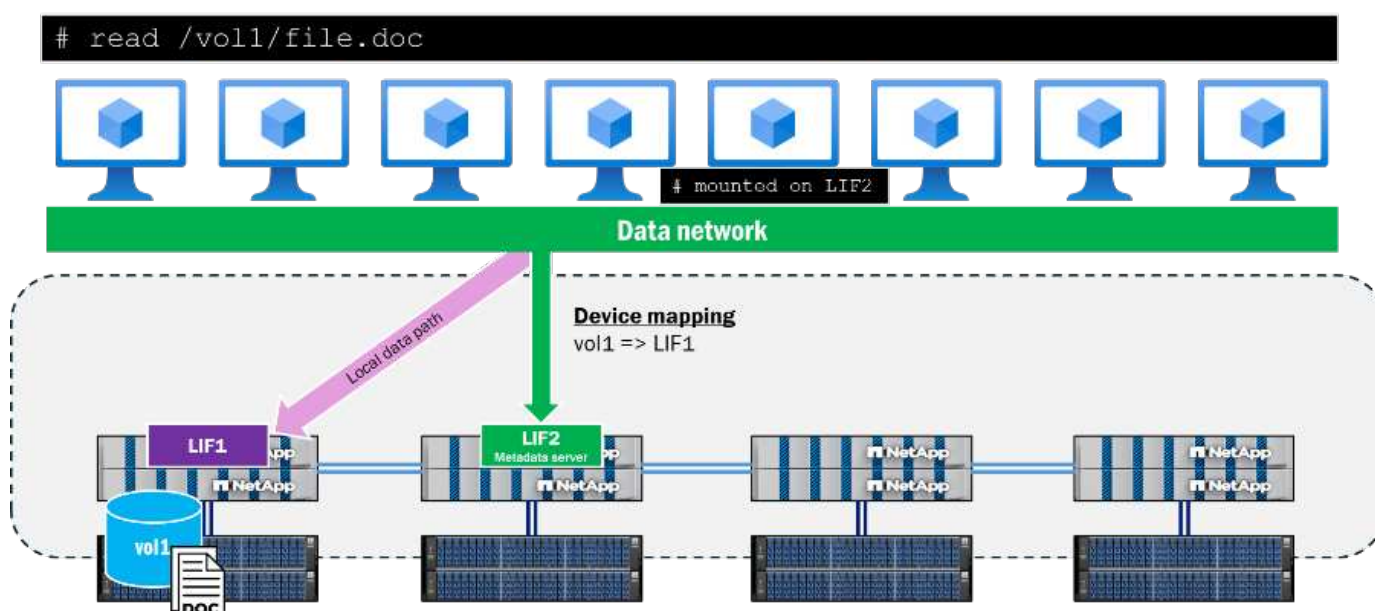 # read /vol1/file.doc
# mounted on LIF2
Data network
Local data path
Device mapping
vol1 => LIF1
LIF1
LIF2
Metadata server
NetApp
NetApp
NetApp
NetApp
NetApp
NetApp
vol1
DOC